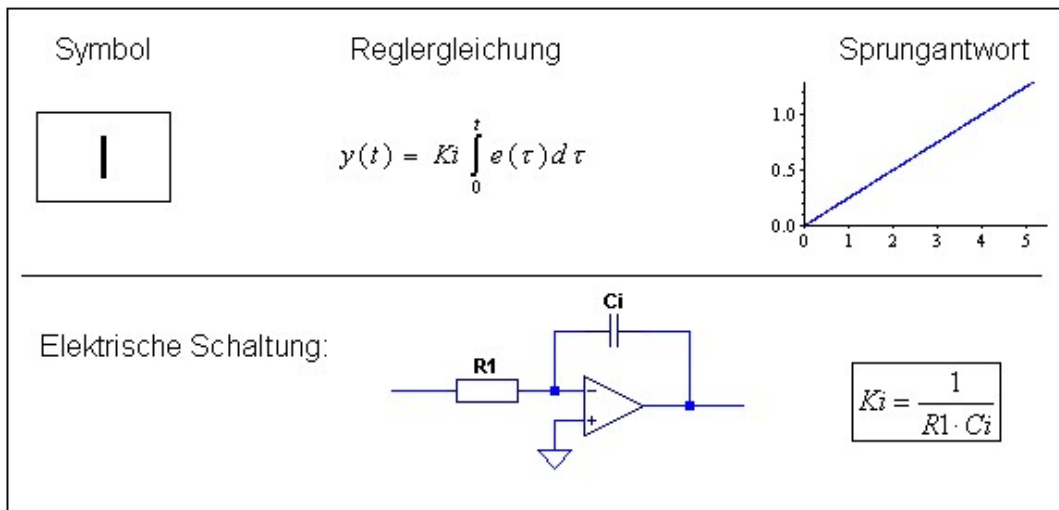 Symbol Reglergleichung Sprungantwort
I
y(t) = Ki ∫₀ᵗ e(τ)dτ
1.0
0.5
0.0
0 1 2 3 4 5
Elektrische Schaltung:
Ci
R1
−
+
Ki = 1 / (R1 · Ci)